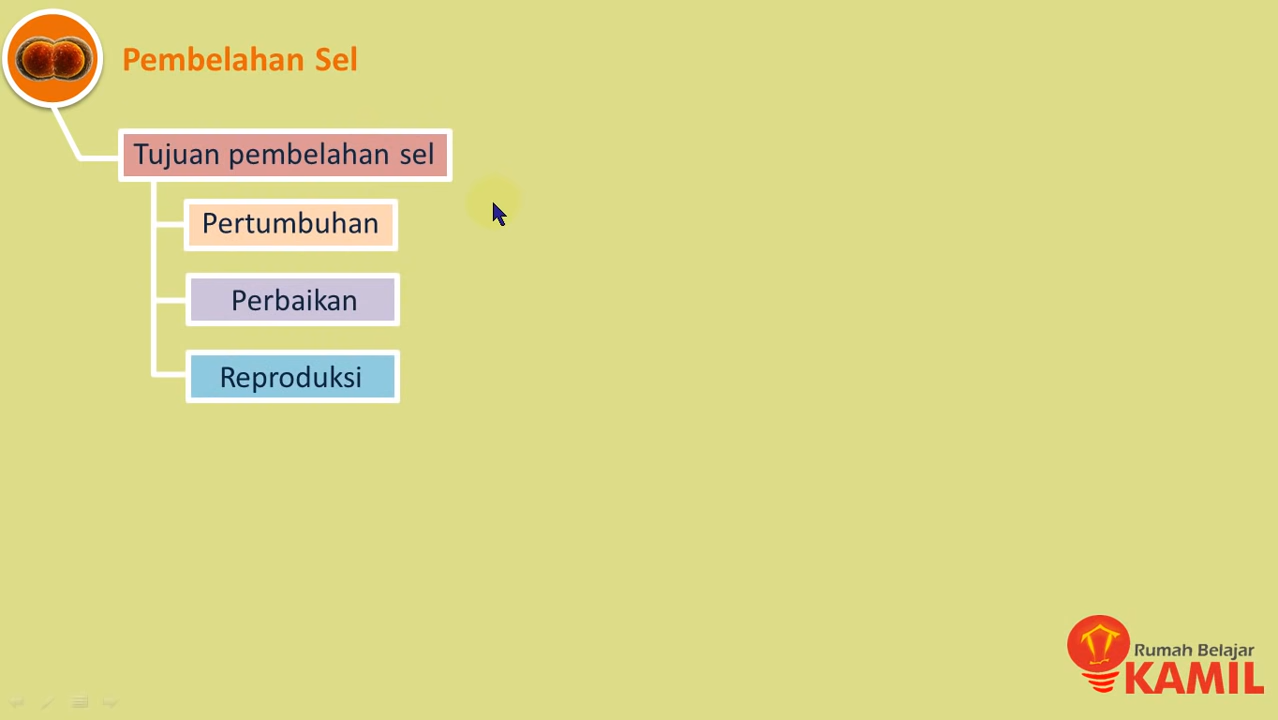 Pembelahan Sel
Tujuan pembelahan sel
Pertumbuhan
Perbaikan
Reproduksi
Rumah Belajar
KAMIL